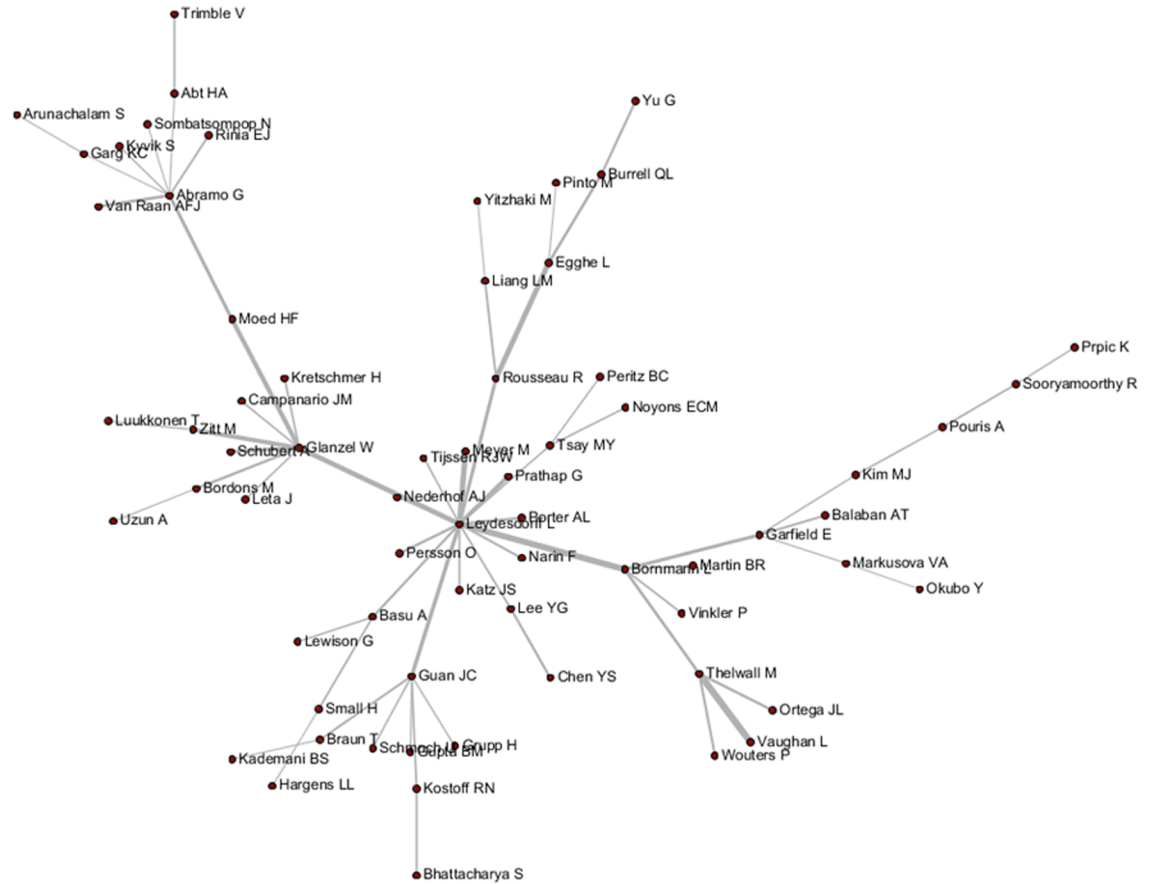 Trimble V
Abt HA
Yu G
Arunachalam S
Sombatsompop N
Rinia EJ
Kyvik S
Garg KC
Burrell QL
Pinto M
Abramo G
Yitzhaki M
Van Raan AFJ
Egghe L
Liang LM
Moed HF
Prpic K
Kretschmer H
Rousseau R
Peritz BC
Sooryamoorthy R
Campanario JM
Noyons ECM
Luukkonen T
Zitt M
Pouris A
Glanzel W
Schubert A
Meyer M
Tijssen RJW
Tsay MY
Prathap G
Kim MJ
Bordons M
Leta J
Nederhof AJ
Uzun A
Porter AL
Balaban AT
Leydesdorff L
Garfield E
Persson O
Narin F
Bornmann L
Martin BR
Markusova VA
Katz JS
Okubo Y
Lee YG
Basu A
Vinkler P
Lewison G
Guan JC
Chen YS
Thelwall M
Small H
Ortega JL
Braun T
Schmoch U
Gupta BM
Grupp H
Vaughan L
Wouters P
Kademani BS
Hargens LL
Kostoff RN
Bhattacharya S